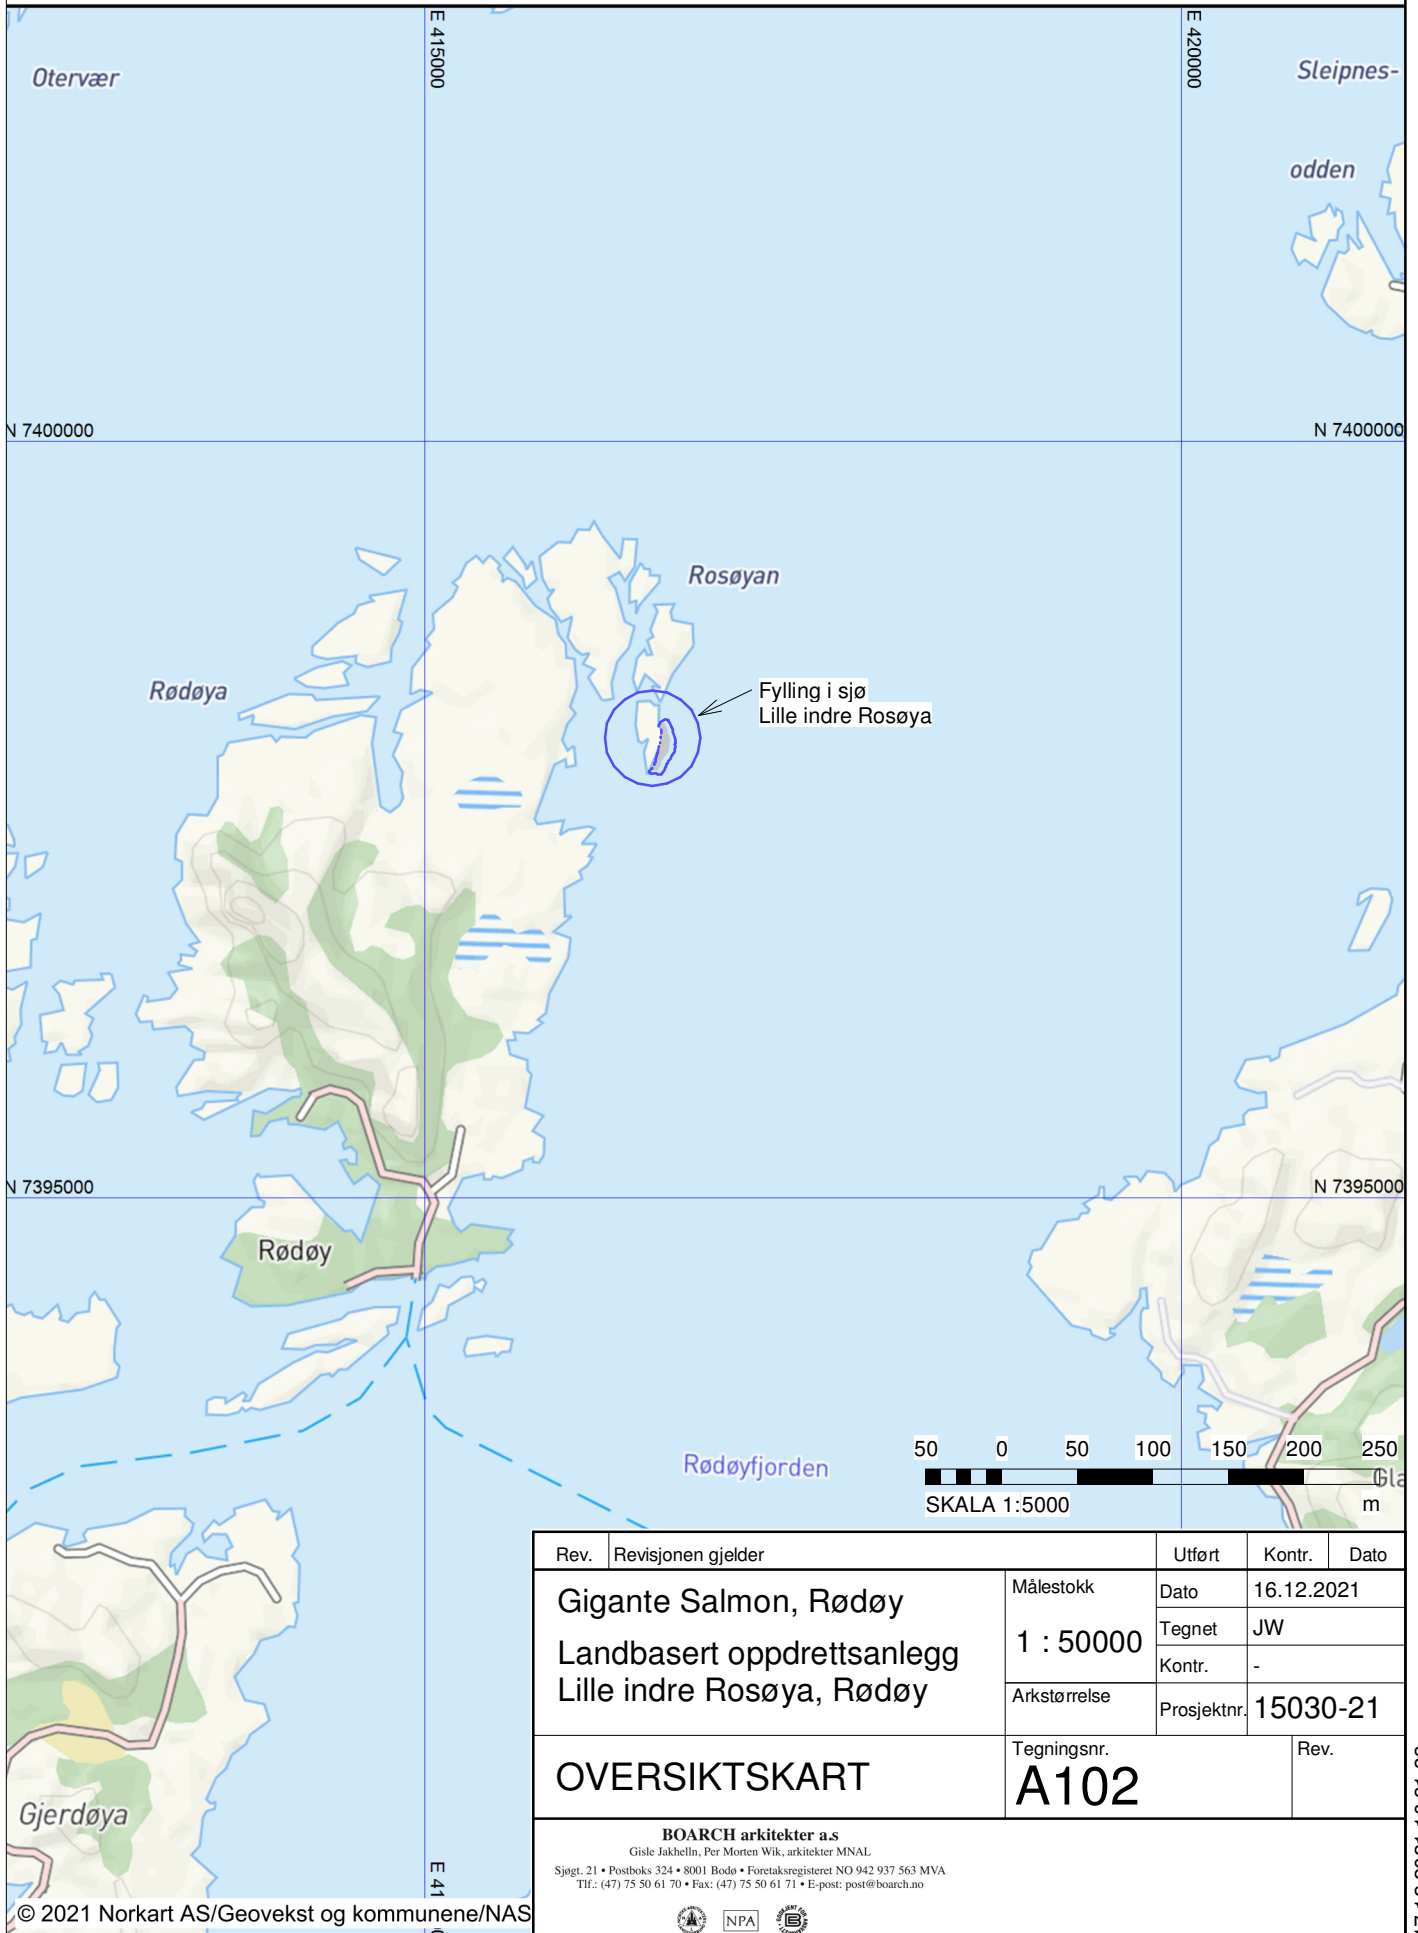 E 415000
E 420000
Otervær
Sleipnes-
odden
N 7400000
N 7400000
Rosøyan
Rødøya
Fylling i sjø
Lille indre Rosøya
N 7395000
N 7395000
Rødøy
Rødøyfjorden
50 0 50 100 150 200 250
SKALA 1:5000 m
Gla
Rev. Revisjonen gjelder Utført Kontr. Dato
Gigante Salmon, Rødøy
Landbasert oppdrettsanlegg
Lille indre Rosøya, Rødøy
Målestokk
1 : 50000
Arkstørrelse
Dato 16.12.2021
Tegnet JW
Kontr. -
Prosjektnr. 15030-21
OVERSIKTSKART
Tegningsnr.
A102
Rev.
Gjerdøya
BOARCH arkitekter a.s
Gisle Jakhelln, Per Morten Wik, arkitekter MNAL
Sjøgt. 21 • Postboks 324 • 8001 Bodø • Foretaksregisteret NO 942 937 563 MVA
Tlf.: (47) 75 50 61 70 • Fax: (47) 75 50 61 71 • E-post: post@boarch.no
NPA
E 41
© 2021 Norkart AS/Geovekst og kommunene/NAS